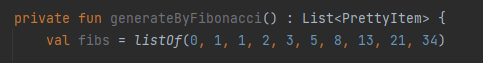 private fun generateByFibonacci() : List<PrettyItem> {
val fibs = listOf(0, 1, 1, 2, 3, 5, 8, 13, 21, 34)